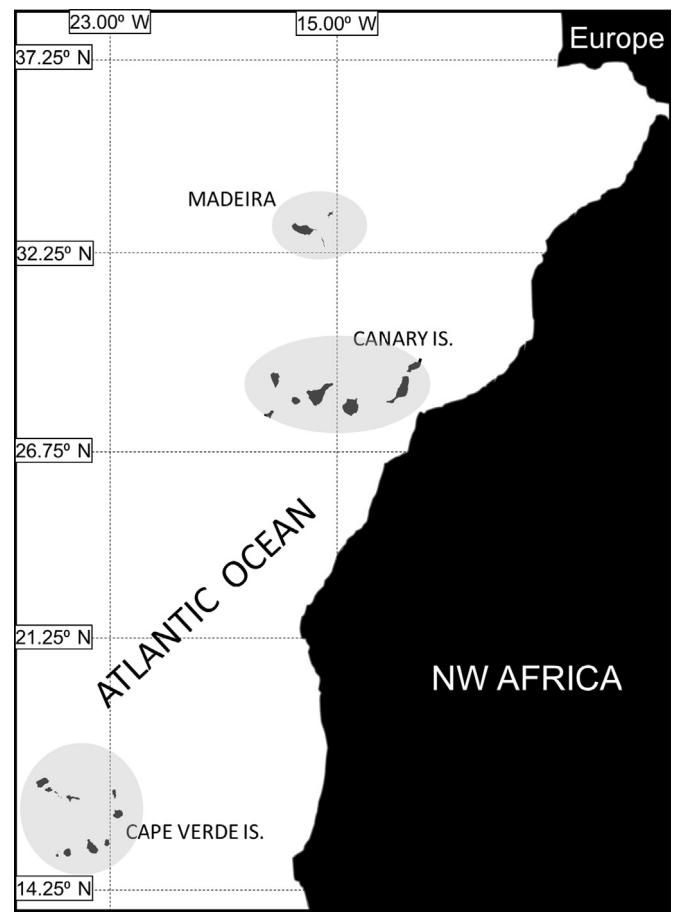 23.00º W
15.00º W
Europe
37.25º N
MADEIRA
32.25º N
CANARY IS.
26.75º N
ATLANTIC OCEAN
21.25º N
NW AFRICA
CAPE VERDE IS.
14.25º N